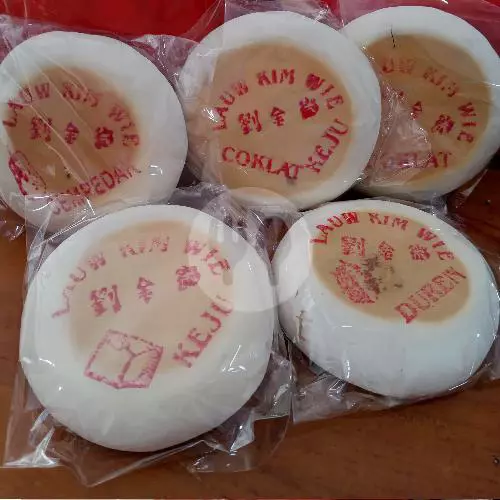 LAUW KIM WIE
劉金
CEMPEDAK
LAUW KIM WIE
劉金
COKLAT KEJU
LAUW KIM WIE
劉金
COKLAT
LAUW KIM WIE
劉金
KEJU
LAUW KIM WIE
劉金
DUREN